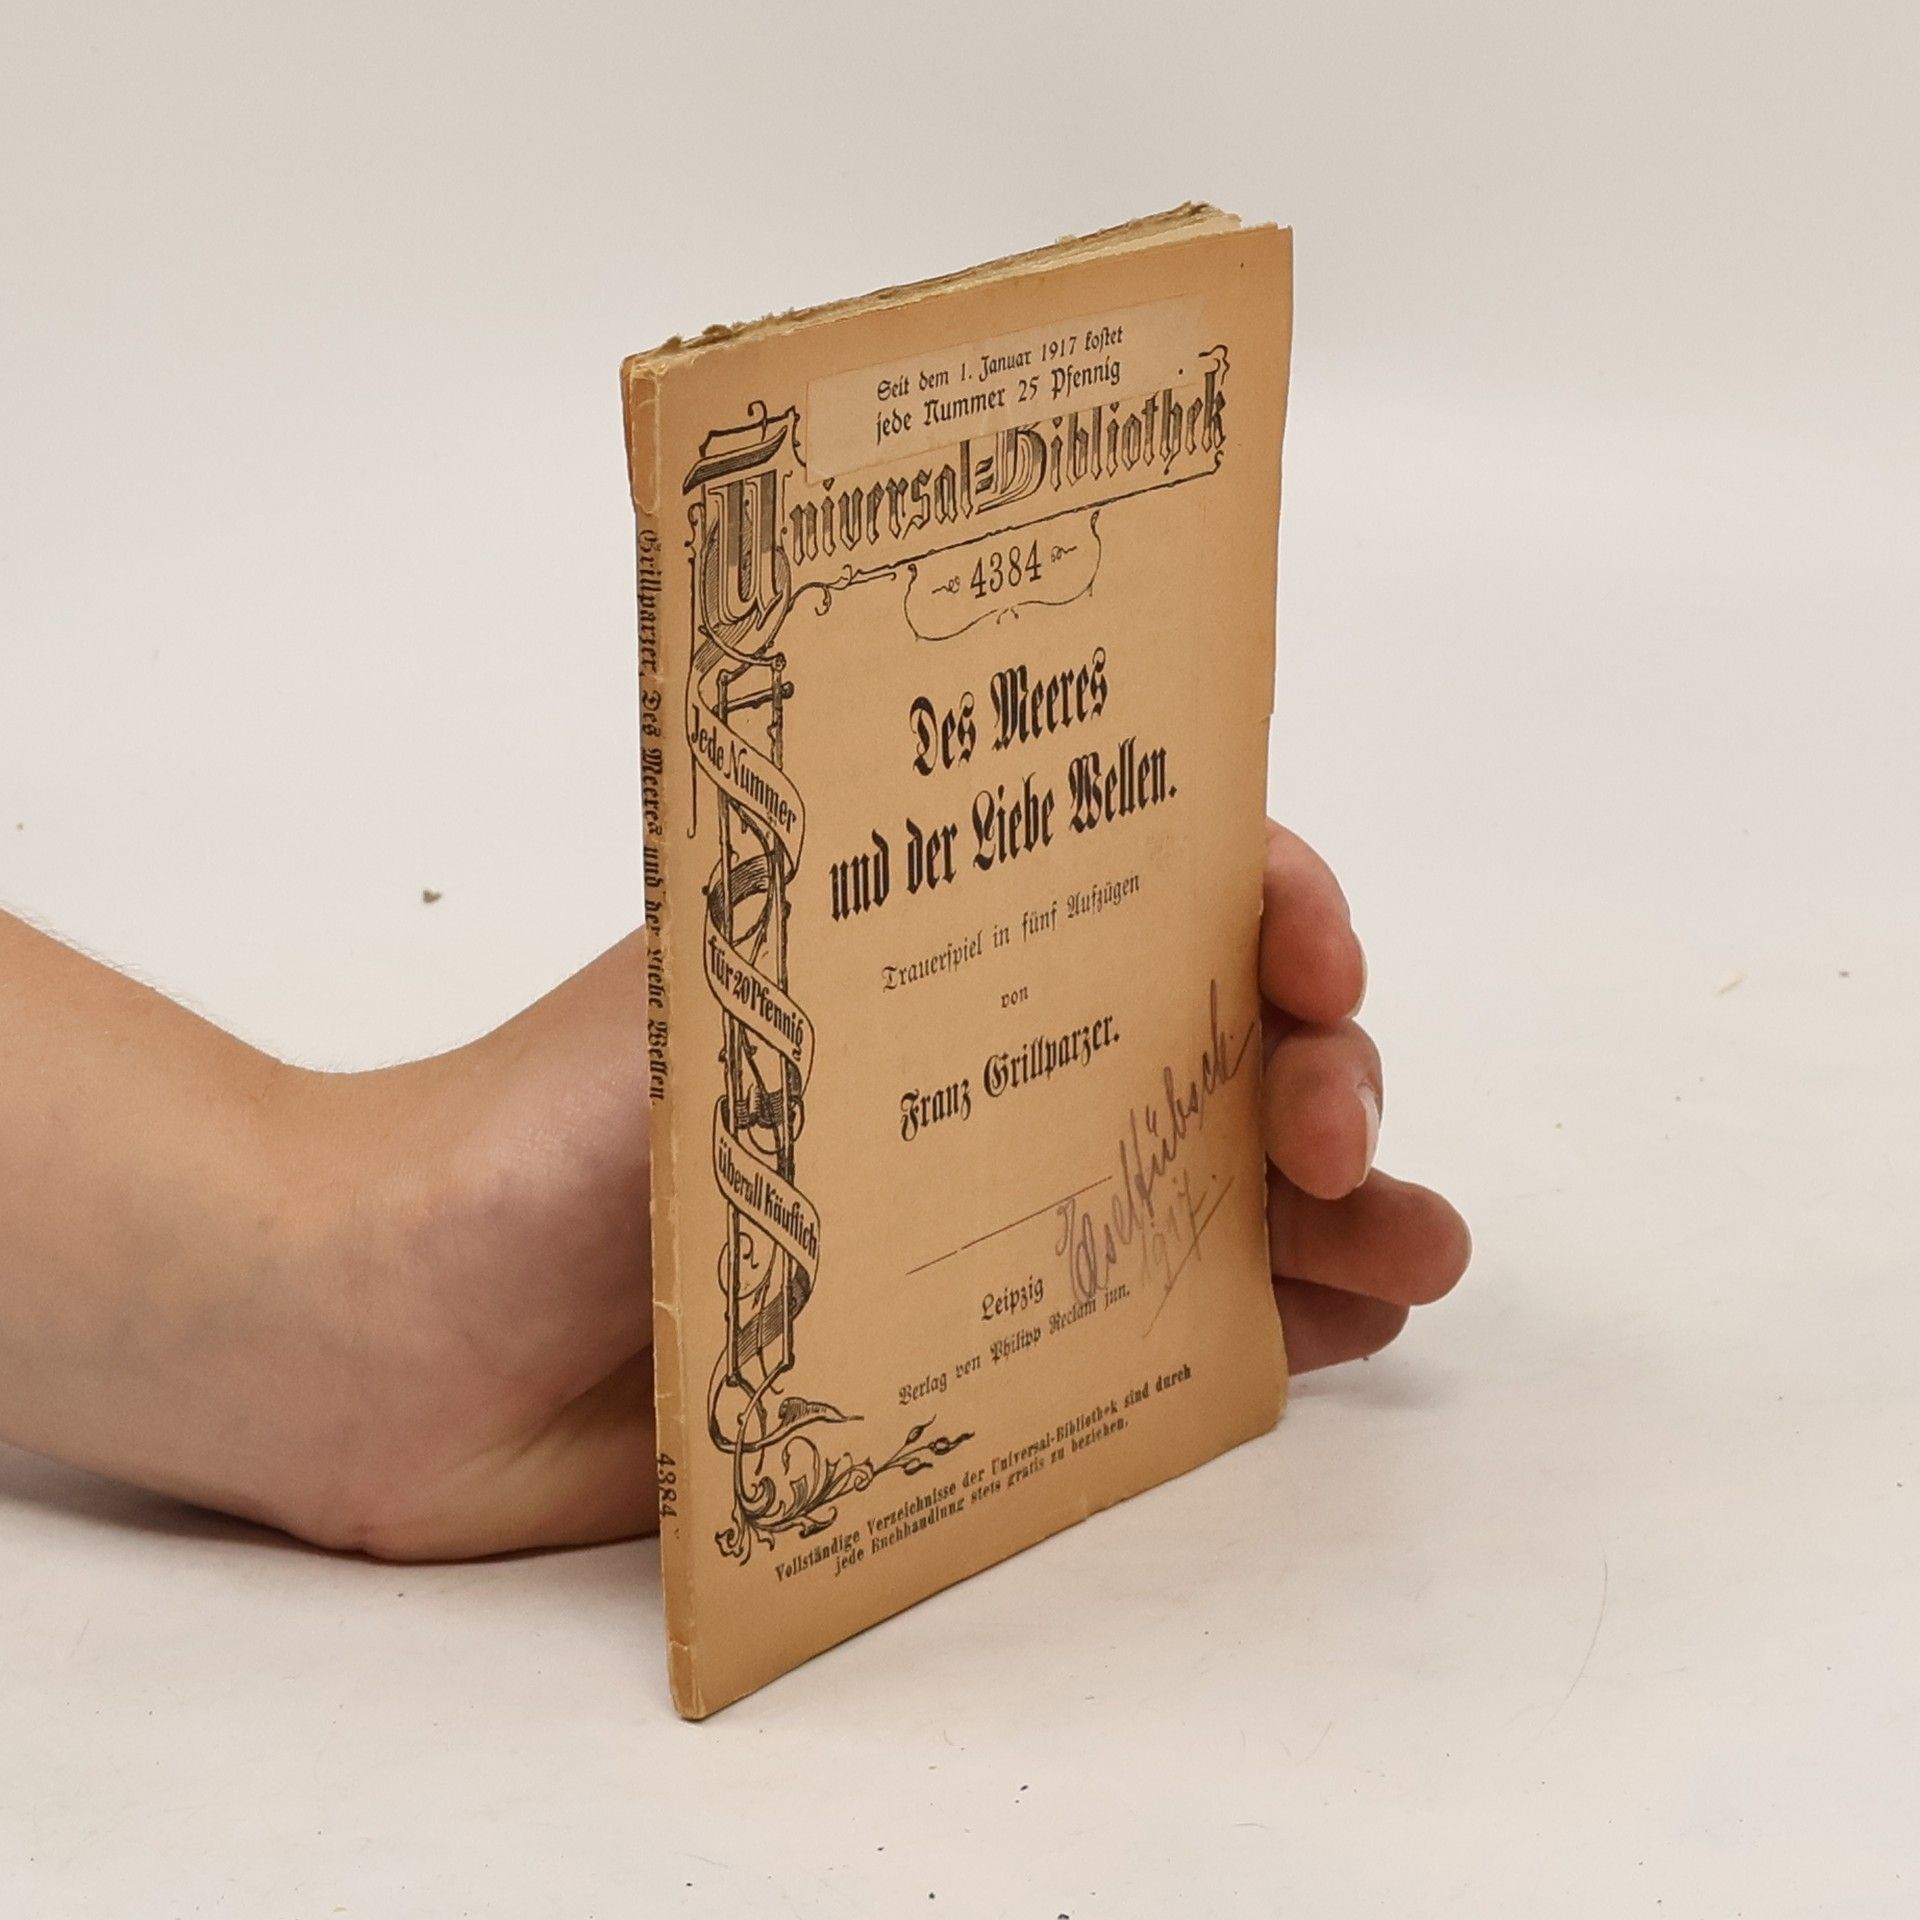 Seit dem 1. Januar 1917 kostet
jede Nummer 25 Pfennig
Universal-Bibliothek
4384
Des Meeres
und der Liebe Wellen.
Trauerspiel in fünf Aufzügen
von
Franz Grillparzer.
1917.
Leipzig
Verlag von Philipp Reclam jun.
Vollständige Verzeichnisse der Universal-Bibliothek sind durch
jede Buchhandlung stets gratis zu beziehen.
Jede Nummer
für 20 Pfennig
überall käuflich
Grillparzer, Des Meeres und der Liebe Wellen.
4384